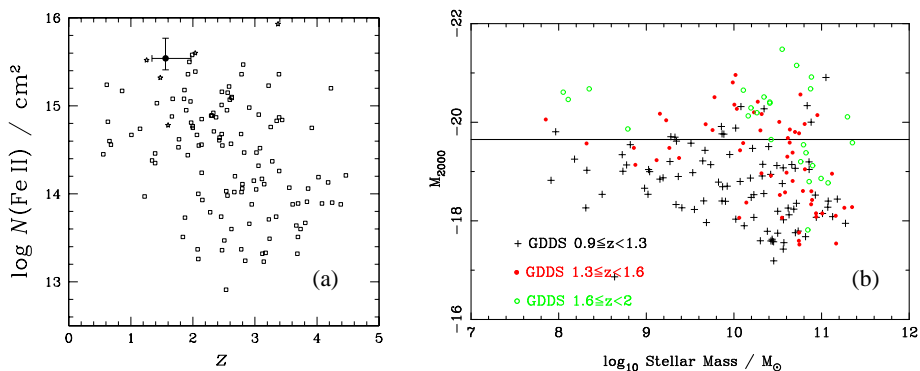 16
15
14
13
log N(Fe II) / cm²
0
1
2
3
4
5
z
(a)
-22
-20
-18
-16
M₂₀₀₀
7
8
9
10
11
12
log₁₀ Stellar Mass / M☉
+ GDDS 0.9≤z<1.3
GDDS 1.3≤z<1.6
GDDS 1.6≤z<2
(b)